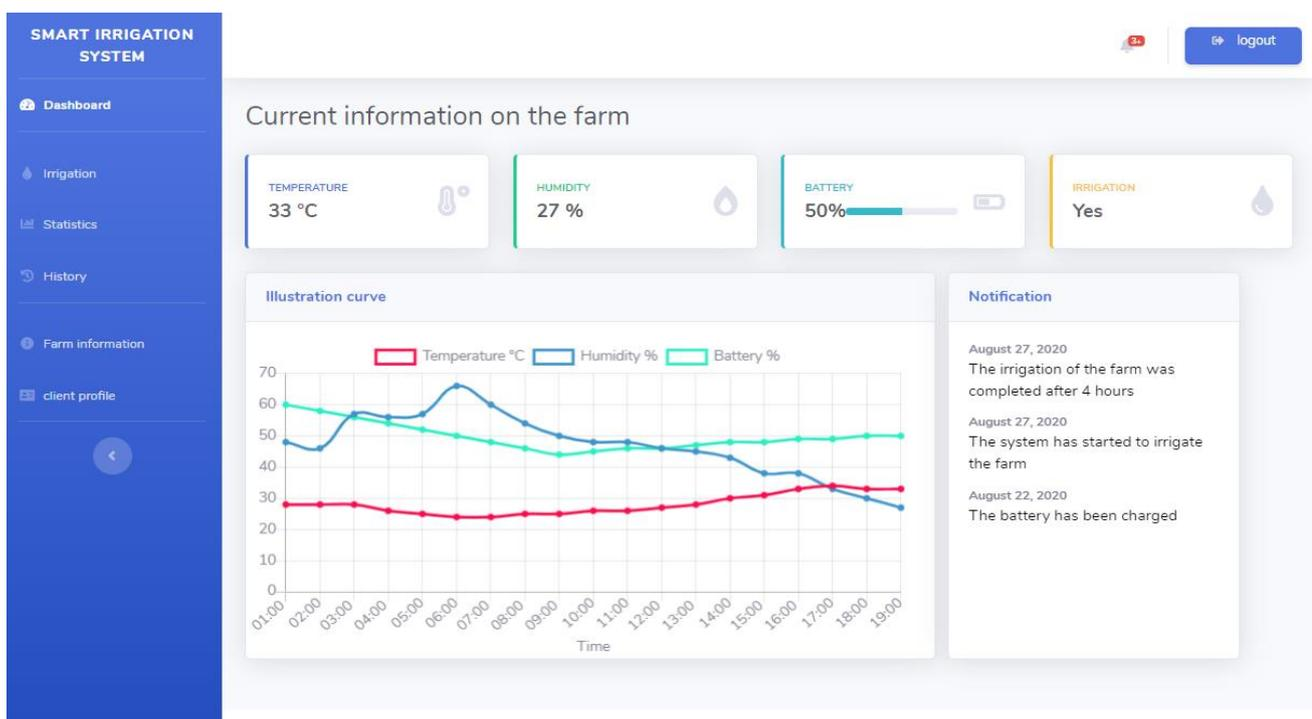 SMART IRRIGATION
SYSTEM
3+
logout
Dashboard
Irrigation
Statistics
History
Farm information
client profile
Current information on the farm
TEMPERATURE
33 °C
HUMIDITY
27 %
BATTERY
50%
IRRIGATION
Yes
Illustration curve
Temperature °C Humidity % Battery %
70
60
50
40
30
20
10
0
01:00 02:00 03:00 04:00 05:00 06:00 07:00 08:00 09:00 10:00 11:00 12:00 13:00 14:00 15:00 16:00 17:00 18:00 19:00
Time
Notification
August 27, 2020
The irrigation of the farm was
completed after 4 hours
August 27, 2020
The system has started to irrigate
the farm
August 22, 2020
The battery has been charged